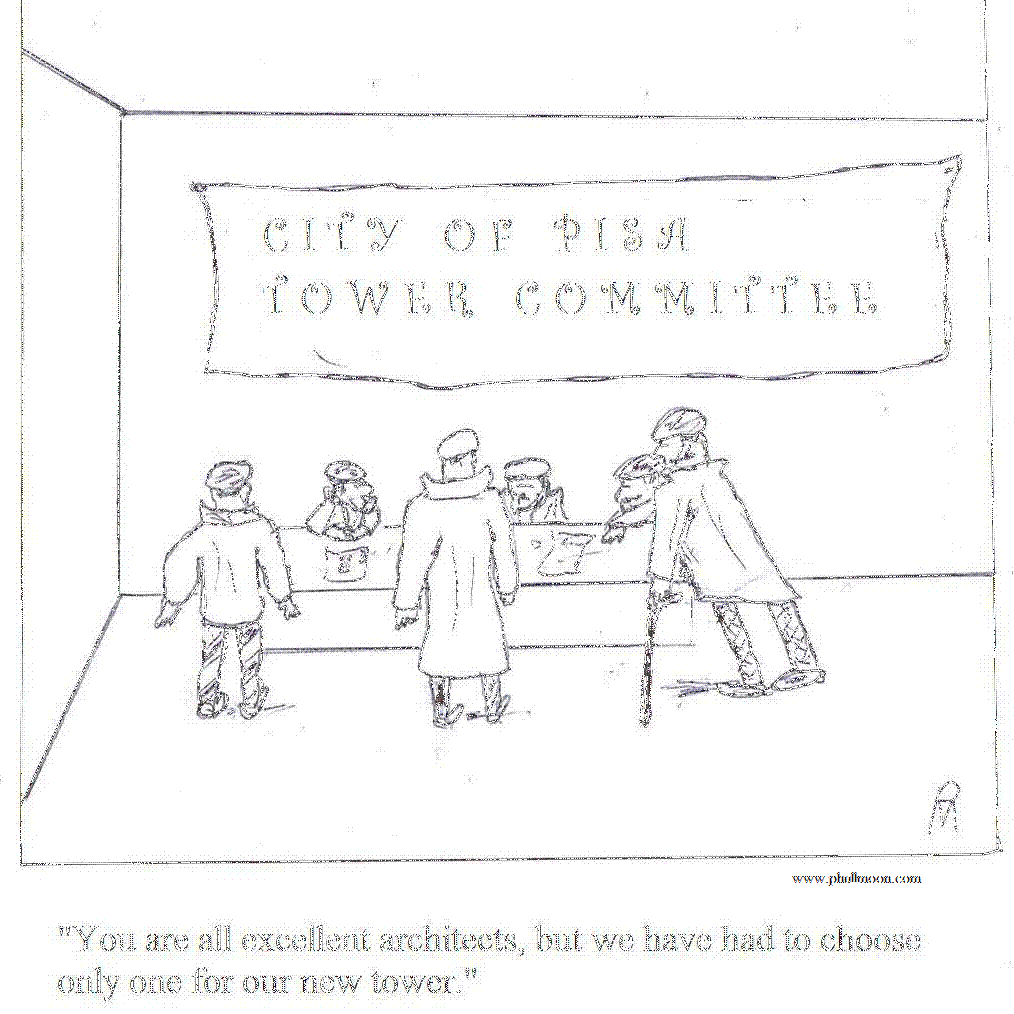 CITY OF PISA
TOWER COMMITTEE
www.phullmoon.com
"You are all excellent architects, but we have had to choose
only one for our new tower."